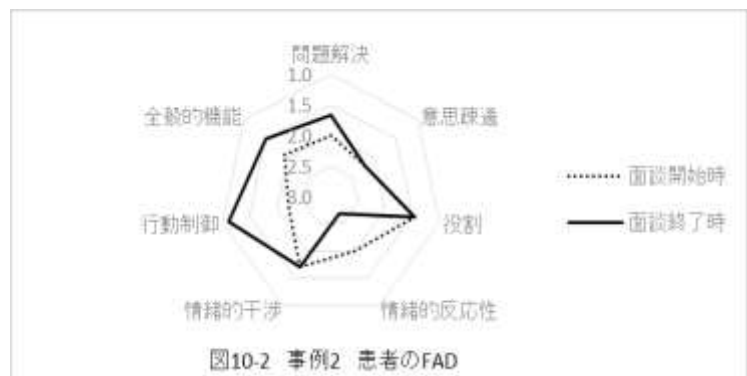 問題解決
1.0
1.5
2.0
2.5
3.0
全般的機能
意思疎通
行動制御
役割
情緒的干渉
情緒的反応性
面談開始時
面談終了時
図10-2 事例2 患者のFAD